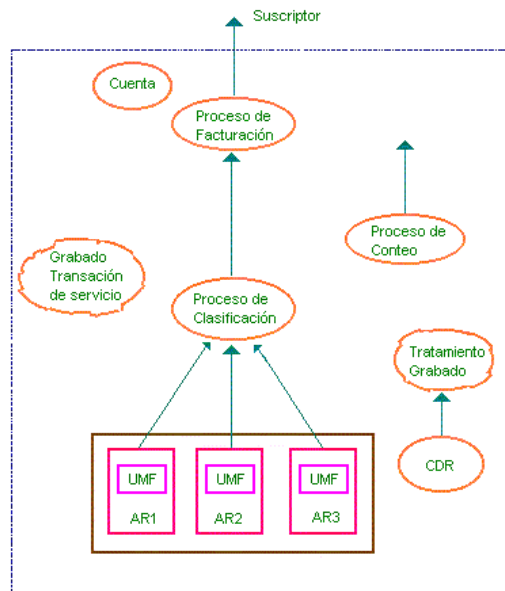 Suscriptor
Cuenta
Proceso de
Facturación
Proceso de
Conteo
Grabado
Transación
de servicio
Proceso de
Clasificación
Tratamiento
Grabado
CDR
UMF
UMF
UMF
AR1
AR2
AR3